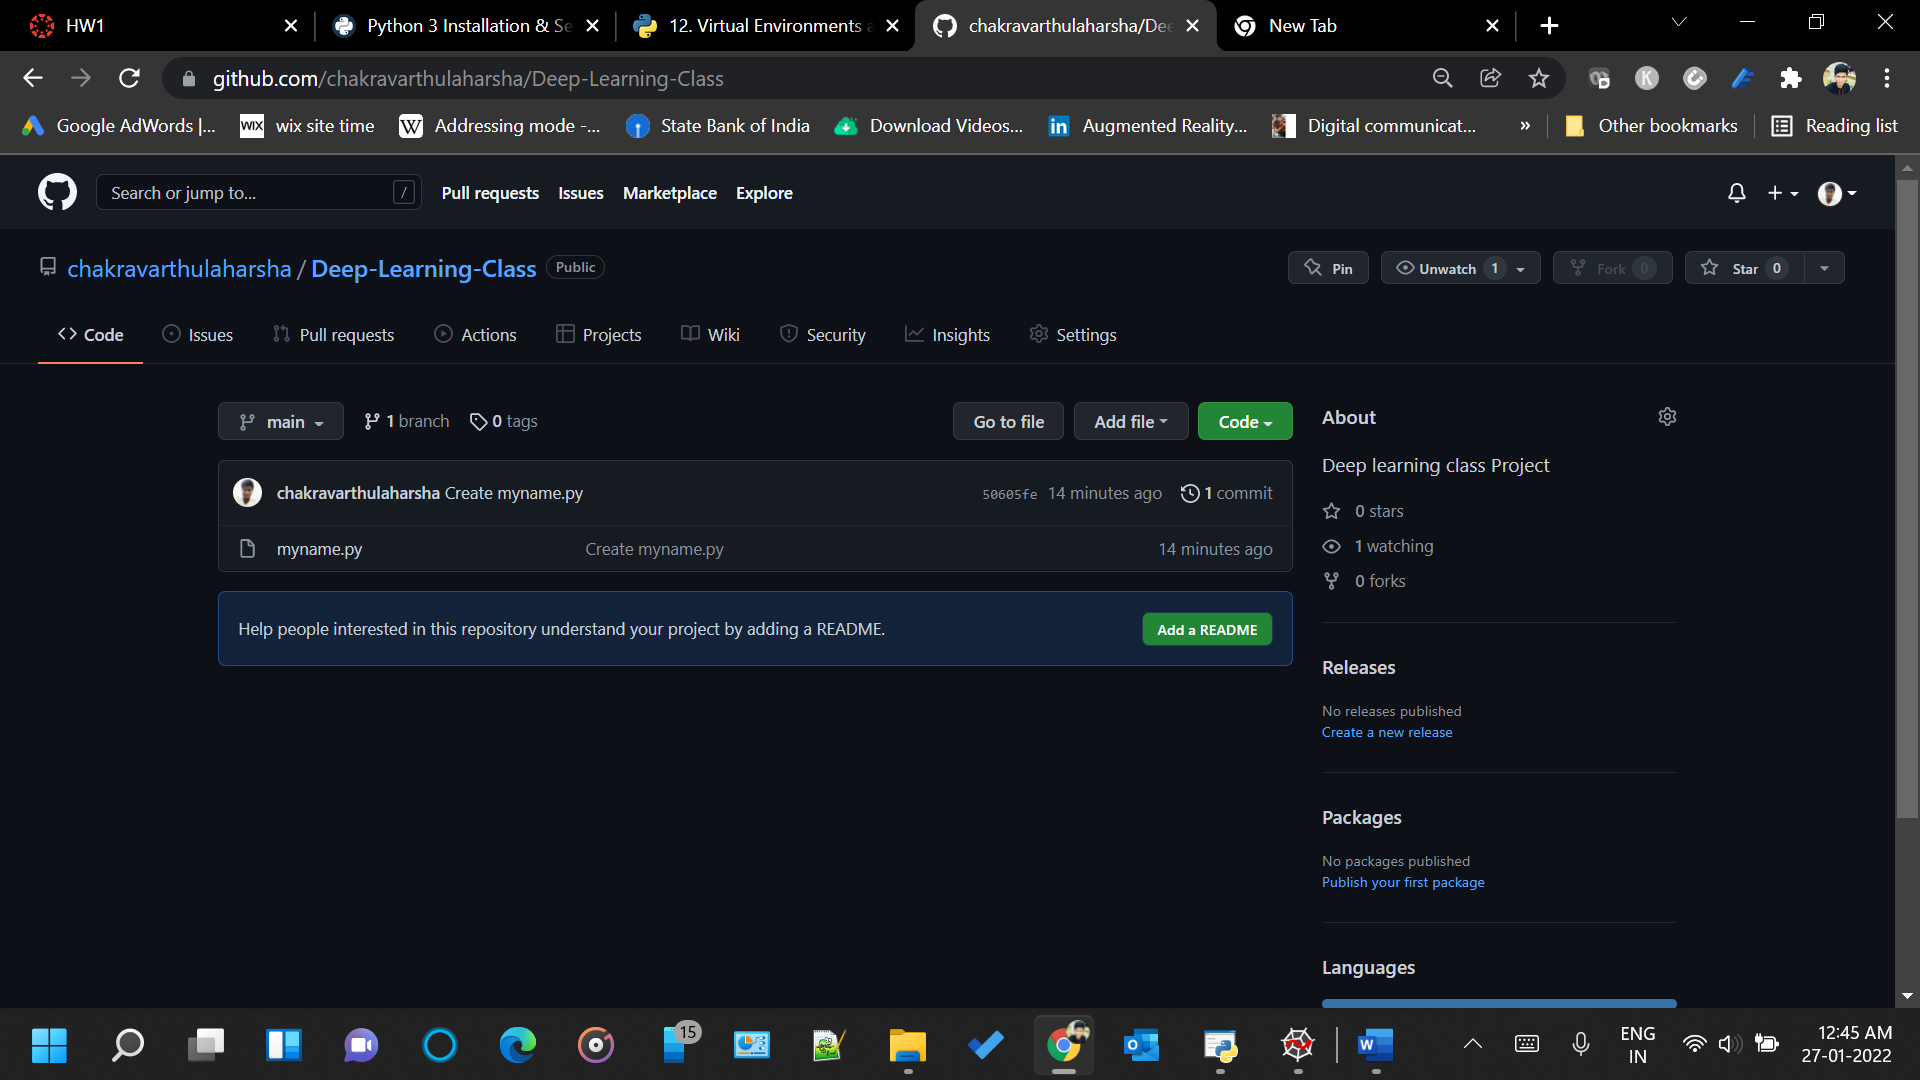 HW1
Python 3 Installation & Se
12. Virtual Environments a
chakravarthulaharsha/Dee
New Tab
github.com/chakravarthulaharsha/Deep-Learning-Class
K
Google AdWords |...
WIX wix site time
W Addressing mode -...
State Bank of India
Download Videos...
in Augmented Reality...
Digital communicat...
»
Other bookmarks
Reading list
Search or jump to... /
Pull requests
Issues
Marketplace
Explore
chakravarthulaharsha / Deep-Learning-Class Public
Pin
Unwatch 1
Fork 0
Star 0
Code
Issues
Pull requests
Actions
Projects
Wiki
Security
Insights
Settings
main
1 branch
0 tags
Go to file
Add file
Code
chakravarthulaharsha Create myname.py
50605fe 14 minutes ago
1 commit
myname.py
Create myname.py
14 minutes ago
Help people interested in this repository understand your project by adding a README.
Add a README
About
Deep learning class Project
0 stars
1 watching
0 forks
Releases
No releases published
Create a new release
Packages
No packages published
Publish your first package
Languages
15
W
ENG
IN
12:45 AM
27-01-2022